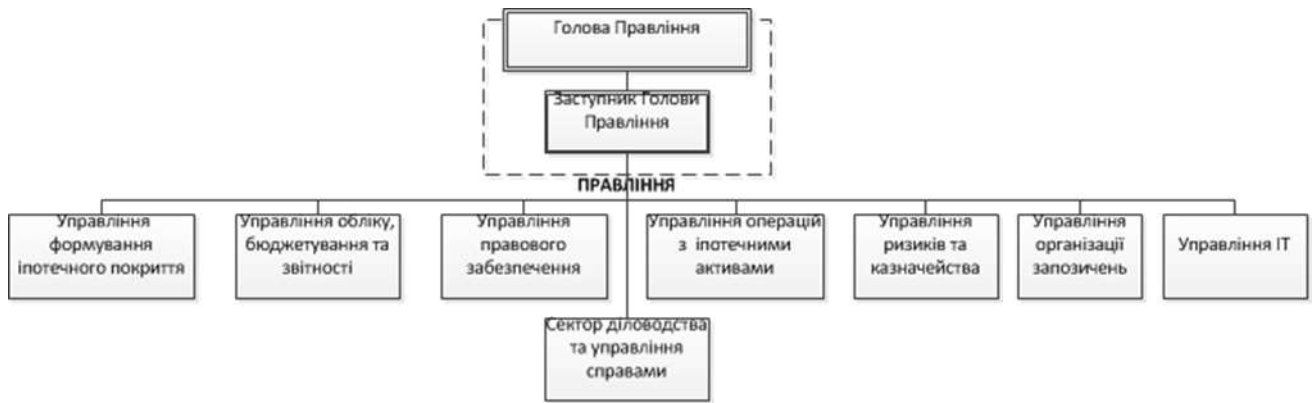 Голова Правління
Заступник Голови
Правління
ПРАВЛІННЯ
Управління
формування
іпотечного покриття
Управління обліку,
бюджетування та
звітності
Управління
правового
забезпечення
Управління операцій
з іпотечними
активами
Управління
ризиків та
казначейства
Управління
організації
запозичень
Управління ІТ
Сектор діловодства
та управління
справами